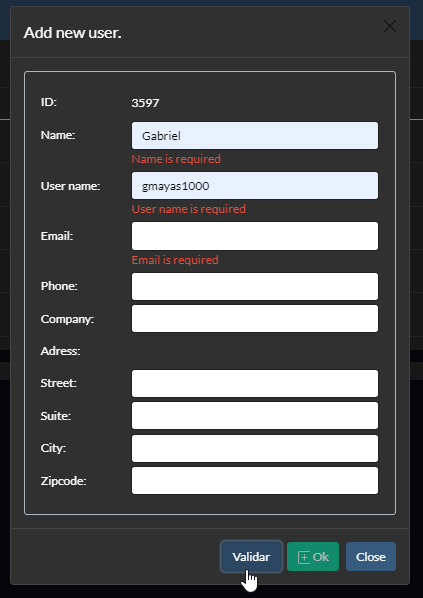 Add new user.
ID: 3597
Name: Gabriel
Name is required
User name: gmayas1000
User name is required
Email:
Email is required
Phone:
Company:
Adress:
Street:
Suite:
City:
Zipcode:
Validar Ok Close